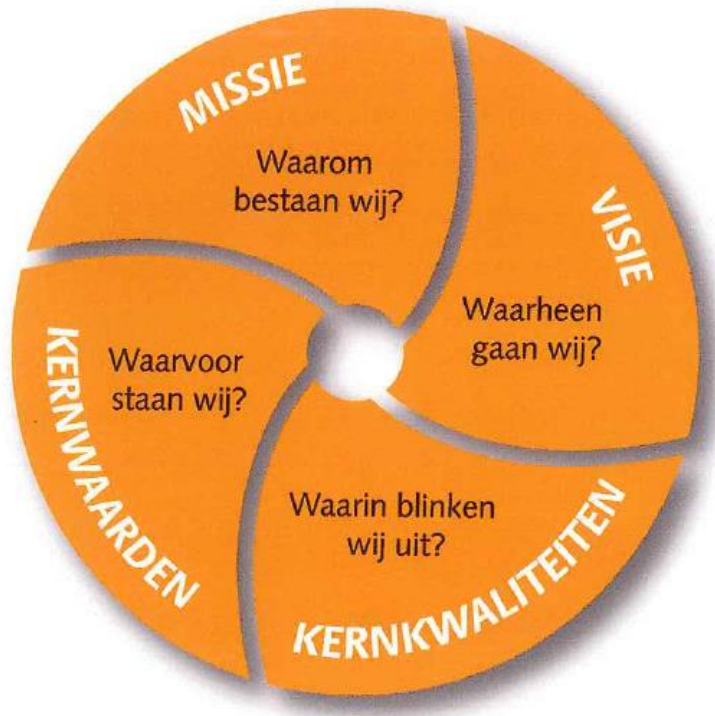 MISSIE
Waarom
bestaan wij?
VISIE
Waarheen
gaan wij?
KERNWAARDEN
Waarvoor
staan wij?
Waarin blinken
wij uit?
KERNKWALITEITEN